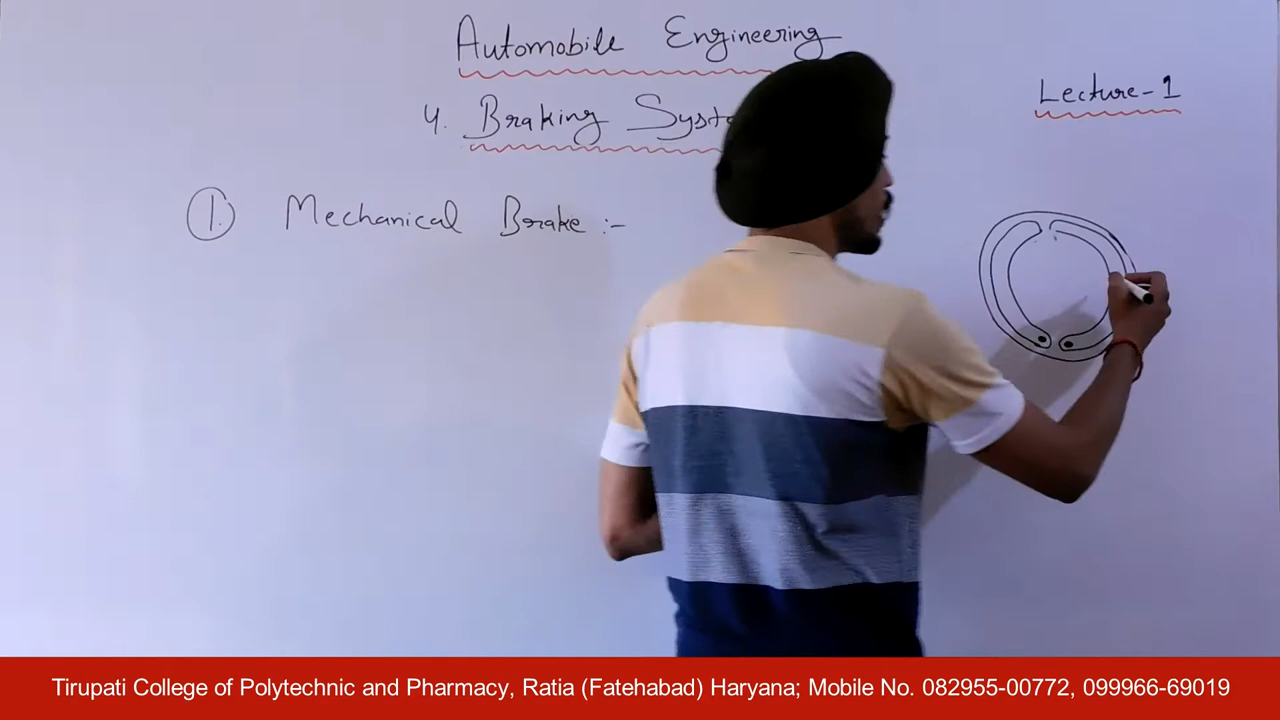 Automobile Engineering
Lecture-1
4. Braking Syste
1. Mechanical Brake :-
Tirupati College of Polytechnic and Pharmacy, Ratia (Fatehabad) Haryana; Mobile No. 082955-00772, 099966-69019